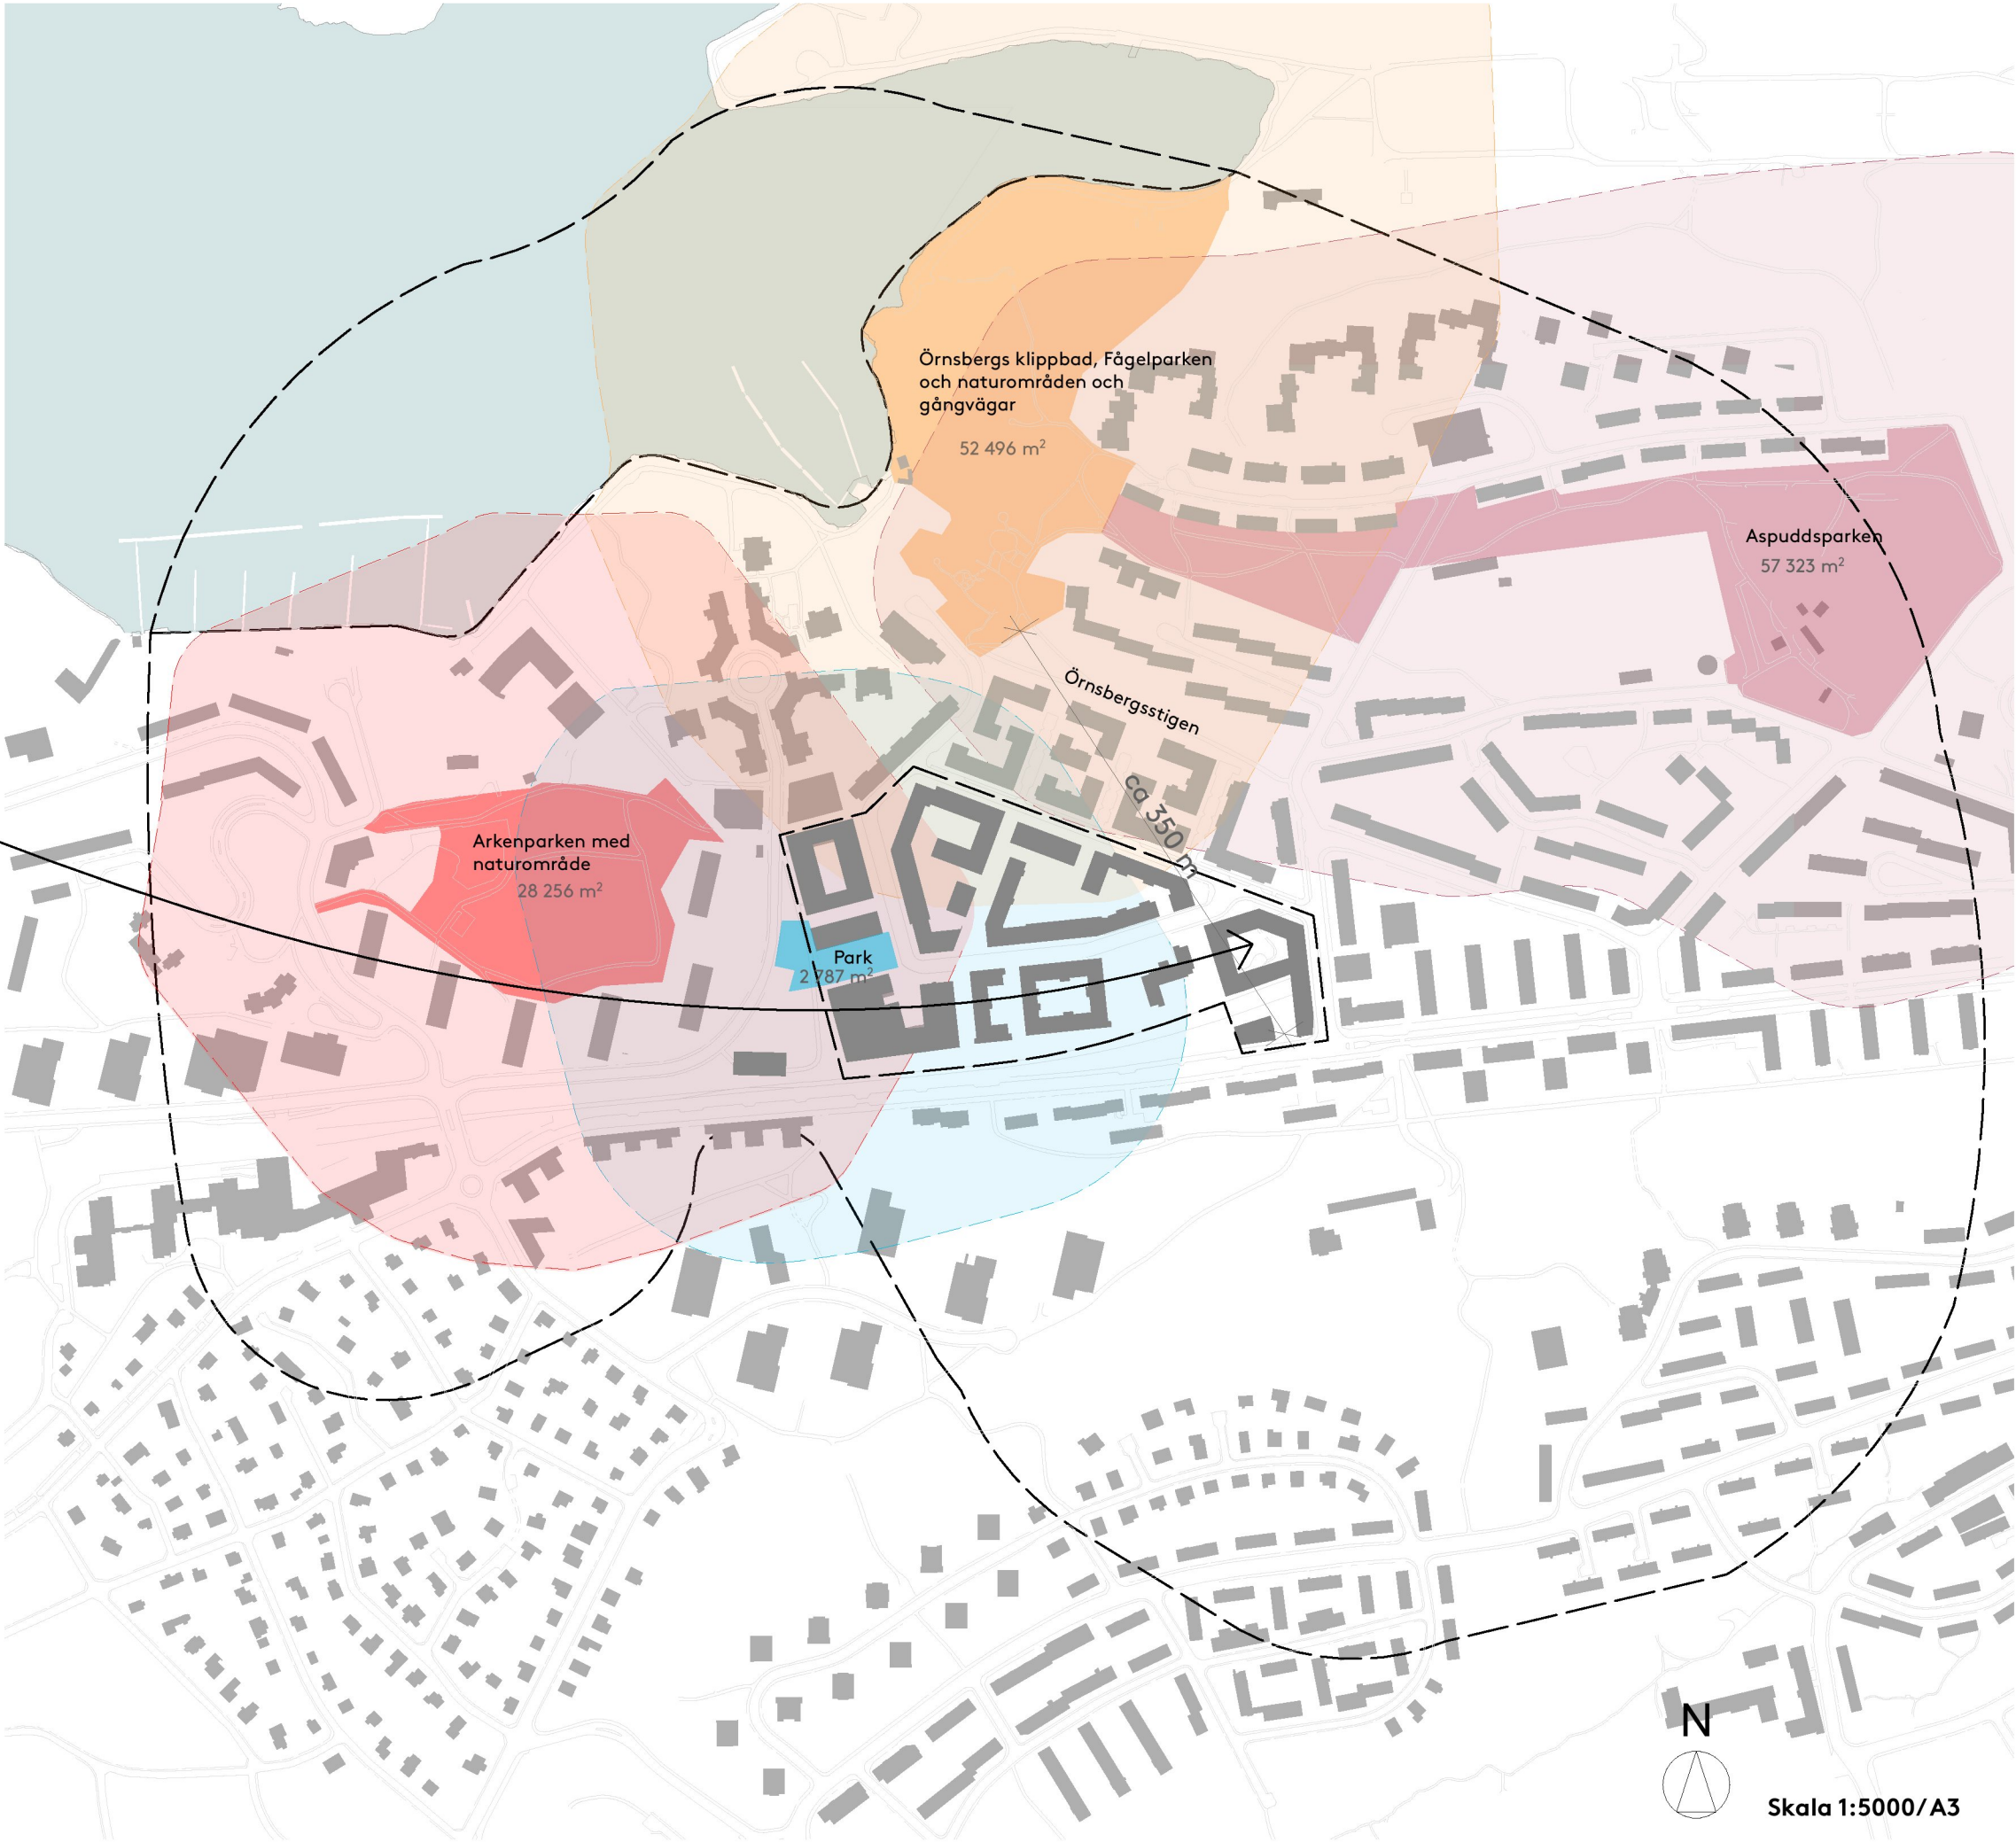 Örnsbergs klippbad, Fågelparken
och naturområden och
gångvägar
52 496 m²
Aspuddsparken
57 323 m²
Örnsbergsstigen
ca 350 m
Arkenparken med
naturområde
28 256 m²
Park
2 787 m²
N
Skala 1:5000/A3